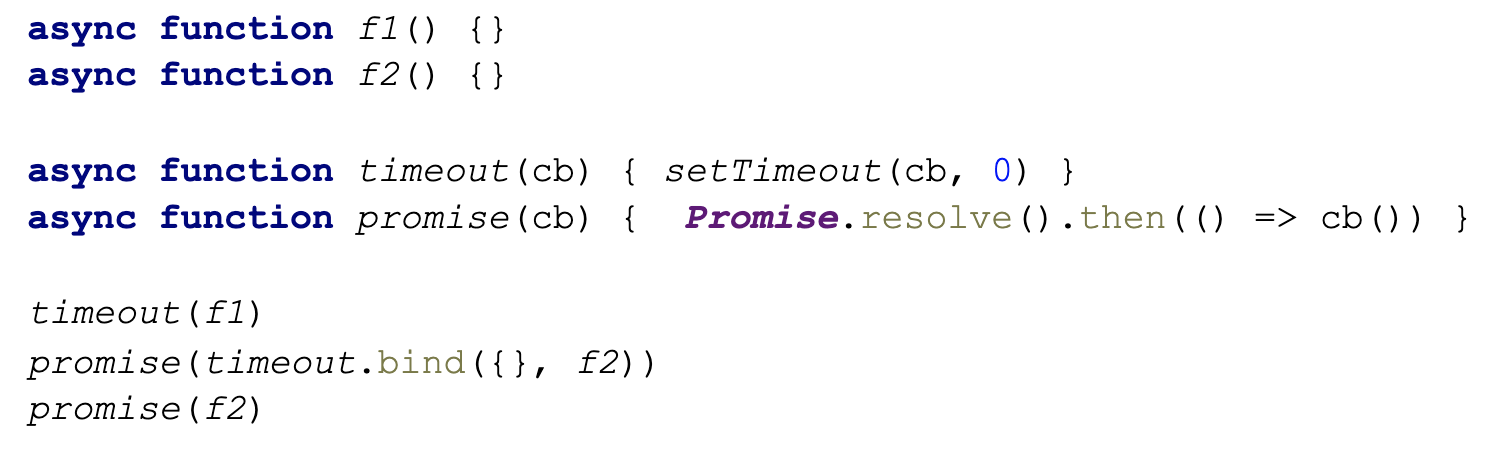 async function f1() {}
async function f2() {}
async function timeout(cb) { setTimeout(cb, 0) }
async function promise(cb) {  Promise.resolve().then(() => cb()) }
timeout(f1)
promise(timeout.bind({}, f2))
promise(f2)